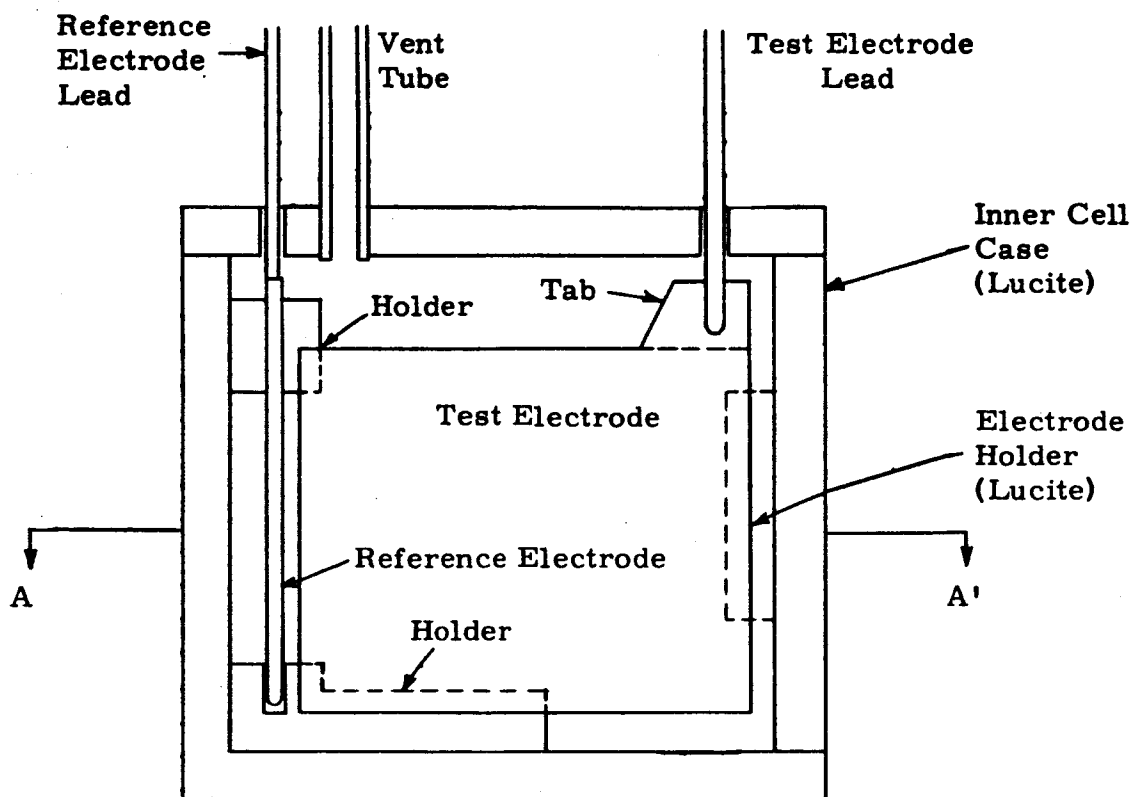 Reference
Electrode
Lead
Vent
Tube
Test Electrode
Lead
Inner Cell
Case
(Lucite)
Tab
Holder
Test Electrode
Electrode
Holder
(Lucite)
Reference Electrode
A
A'
Holder